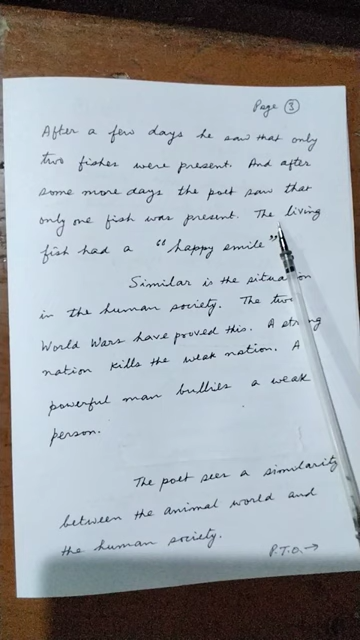 Page ③
After a few days he saw that only
two fishes were present. And after
some more days the poet saw that
only one fish was present. The living
fish had a "happy smile"
Similar is the situation
in the human society. The two
World Wars have proved this. A strong
nation kills the weak nation. A
powerful man bullies a weak
person.
The poet sees a similarity
between the animal world and
the human society.
P.T.O.→